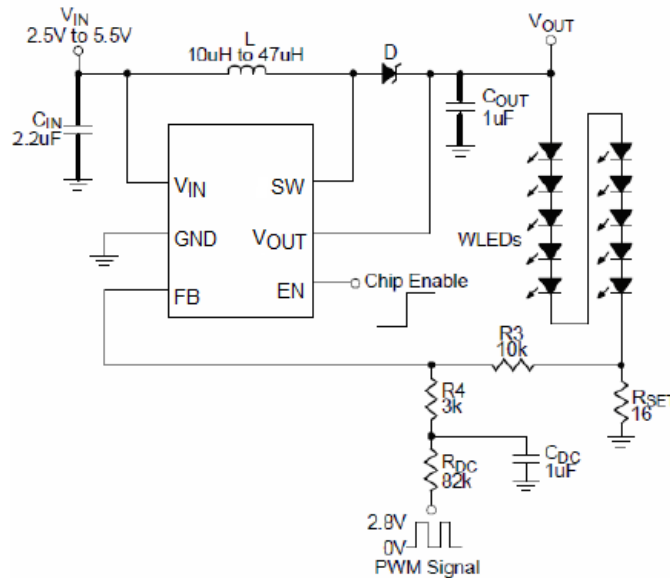 VIN
2.5V to 5.5V
L
10uH to 47uH
D
VOUT
CIN
2.2uF
COUT
1uF
VIN
SW
GND
VOUT
WLEDs
FB
EN
Chip Enable
R3
10k
R4
3k
RSET
16
RDC
82k
CDC
1uF
2.8V
0V
PWM Signal